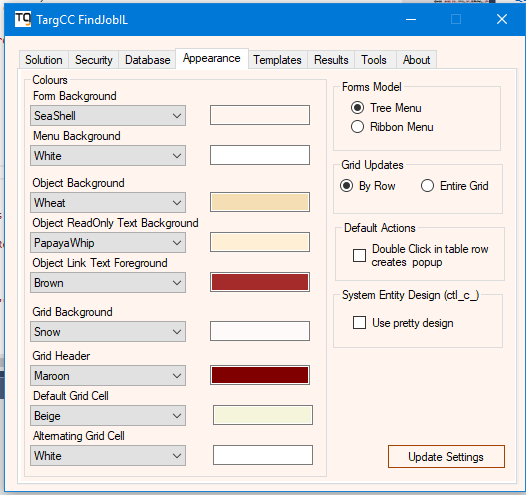 TG
TargCC FindJobIL
Solution Security Database Appearance Templates Results Tools About
Colours
Form Background
SeaShell
Menu Background
White
Object Background
Wheat
Object ReadOnly Text Background
PapayaWhip
Object Link Text Foreground
Brown
Grid Background
Snow
Grid Header
Maroon
Default Grid Cell
Beige
Alternating Grid Cell
White
Forms Model
Tree Menu
Ribbon Menu
Grid Updates
By Row Entire Grid
Default Actions
Double Click in table row
creates popup
System Entity Design (ctl_c_)
Use pretty design
Update Settings